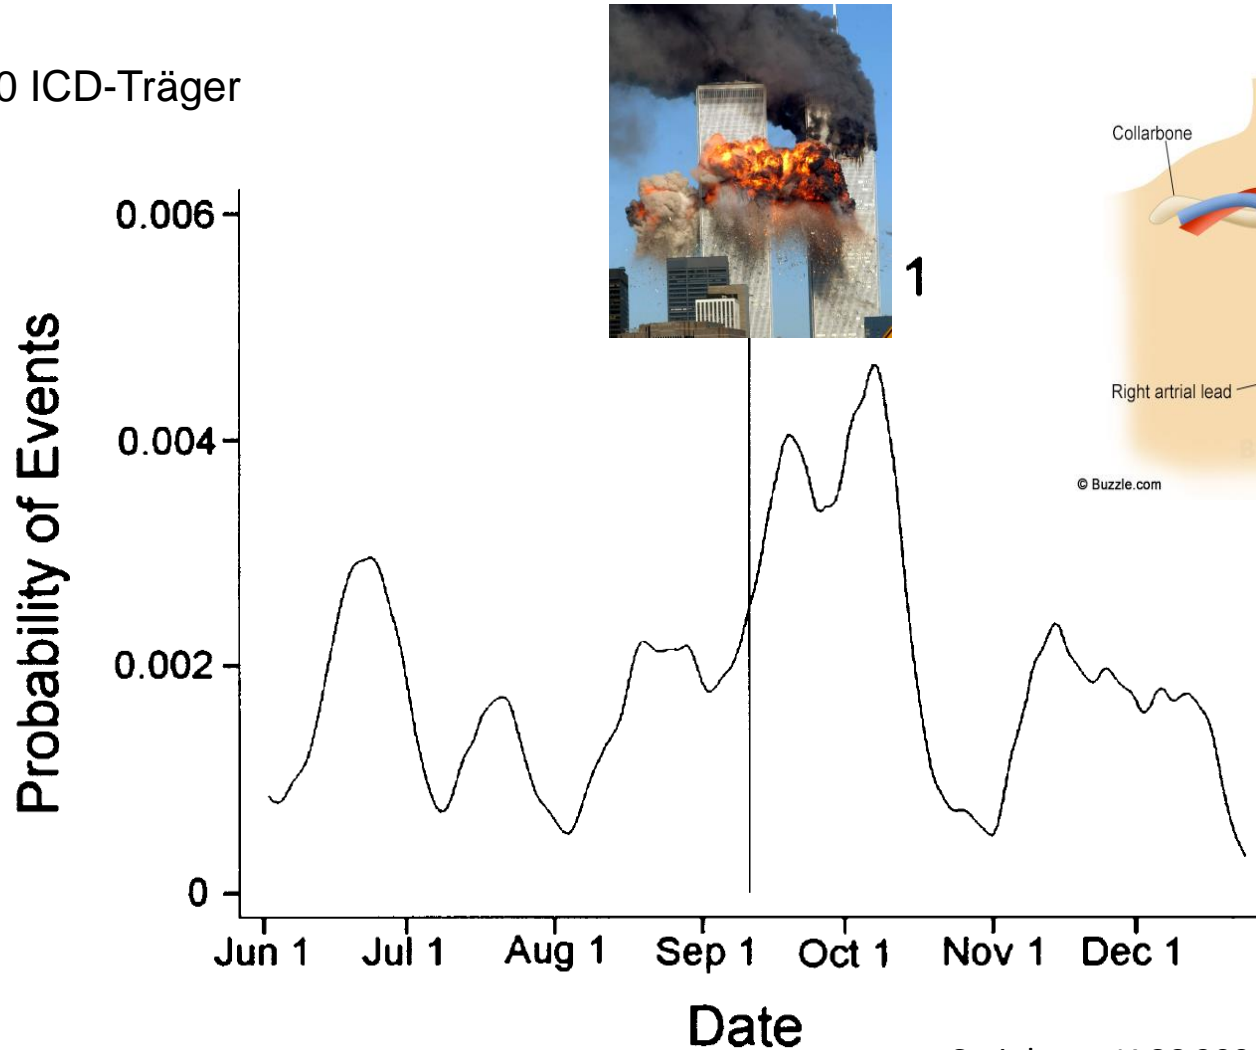 0 ICD-Träger
Collarbone
0.006
1
Probability of Events
Right artrial lead
0.004
© Buzzle.com
0.002
0
Jun 1 Jul 1 Aug 1 Sep 1 Oct 1 Nov 1 Dec 1
Date